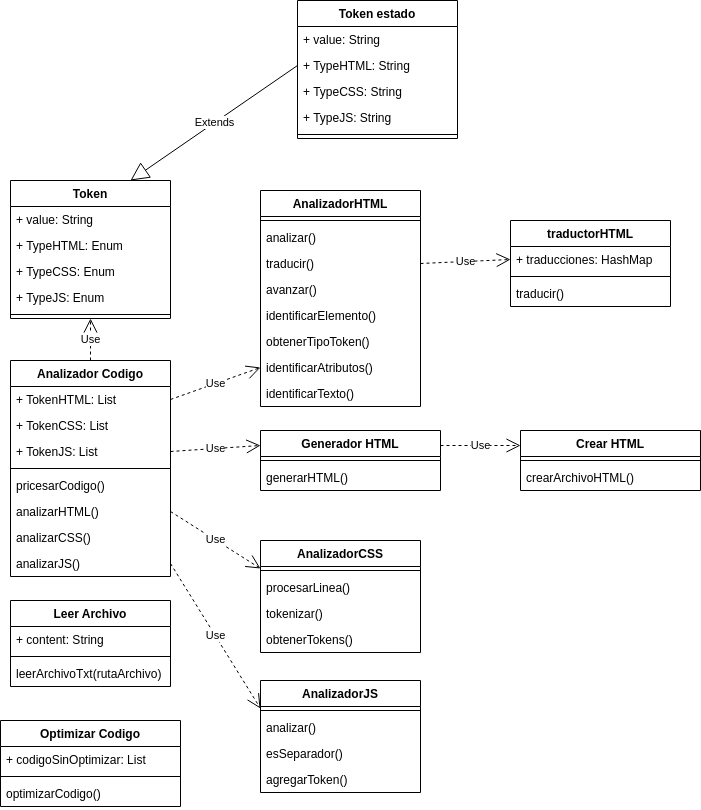 Token estado
+ value: String
+ TypeHTML: String
+ TypeCSS: String
+ TypeJS: String
Extends
Token
+ value: String
+ TypeHTML: Enum
+ TypeCSS: Enum
+ TypeJS: Enum
Use
Analizador Codigo
+ TokenHTML: List
+ TokenCSS: List
+ TokenJS: List
pricesarCodigo()
analizarHTML()
analizarCSS()
analizarJS()
Use
AnalizadorHTML
analizar()
traducir()
avanzar()
identificarElemento()
obtenerTipoToken()
identificarAtributos()
identificarTexto()
Use
traductorHTML
+ traducciones: HashMap
traducir()
Use
Generador HTML
generarHTML()
Use
Crear HTML
crearArchivoHTML()
Use
AnalizadorCSS
procesarLinea()
tokenizar()
obtenerTokens()
Use
AnalizadorJS
analizar()
esSeparador()
agregarToken()
Leer Archivo
+ content: String
leerArchivoTxt(rutaArchivo)
Optimizar Codigo
+ codigoSinOptimizar: List
optimizarCodigo()